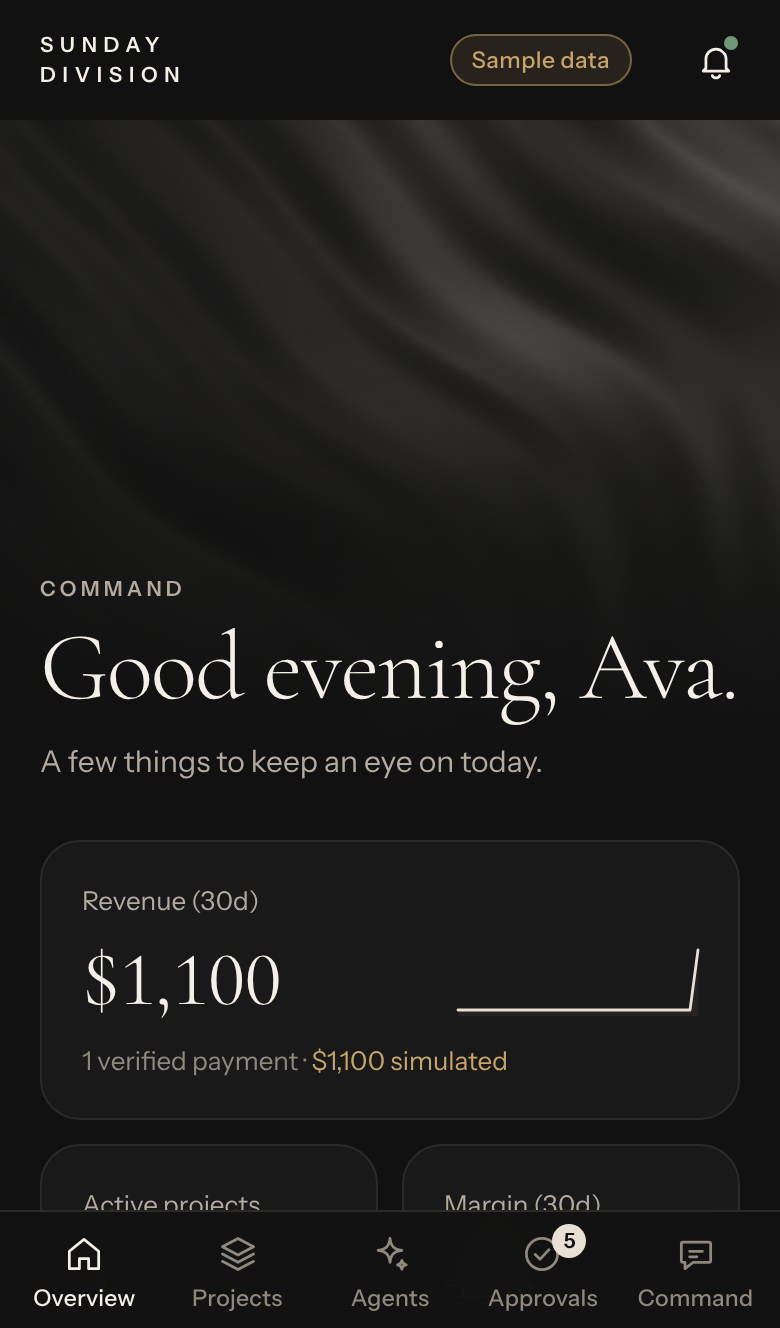 SUNDAY
DIVISION
Sample data
COMMAND
Good evening, Ava.
A few things to keep an eye on today.
Revenue (30d)
$1,100
1 verified payment · $1,100 simulated
Active projects
Margin (30d)
5
Overview
Projects
Agents
Approvals
Command